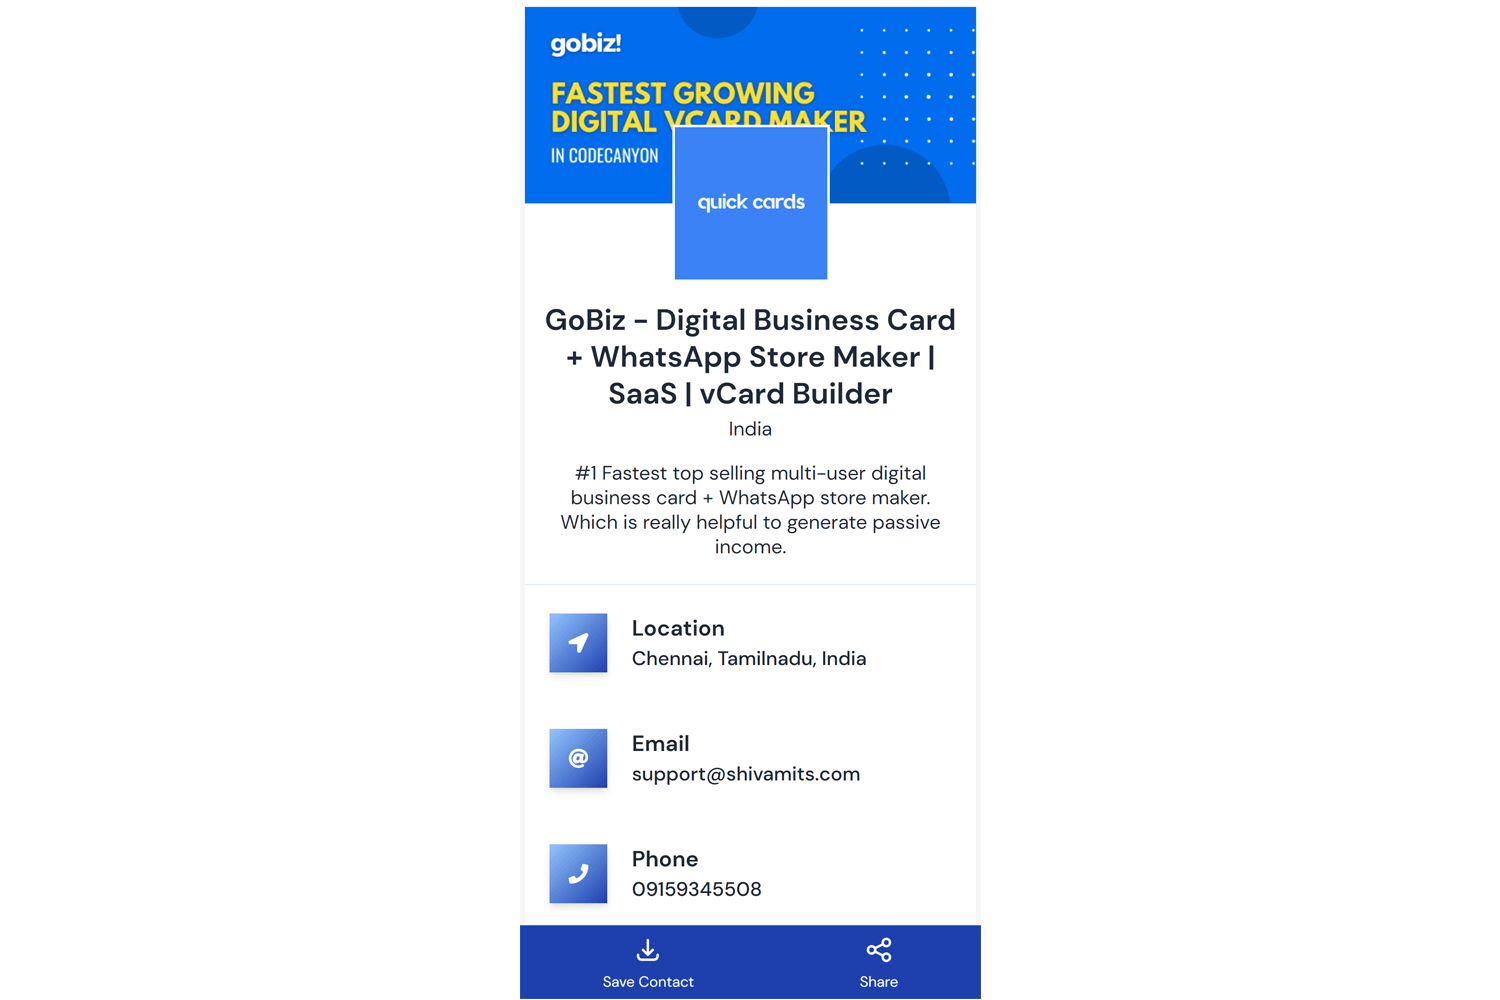 gobiz!
FASTEST GROWING
DIGITAL VCARD MAKER
IN CODECANYON
quick cards
GoBiz - Digital Business Card
+ WhatsApp Store Maker |
SaaS | vCard Builder
India
#1 Fastest top selling multi-user digital
business card + WhatsApp store maker.
Which is really helpful to generate passive
income.
Location
Chennai, Tamilnadu, India
Email
support@shivamits.com
Phone
09159345508
Save Contact
Share